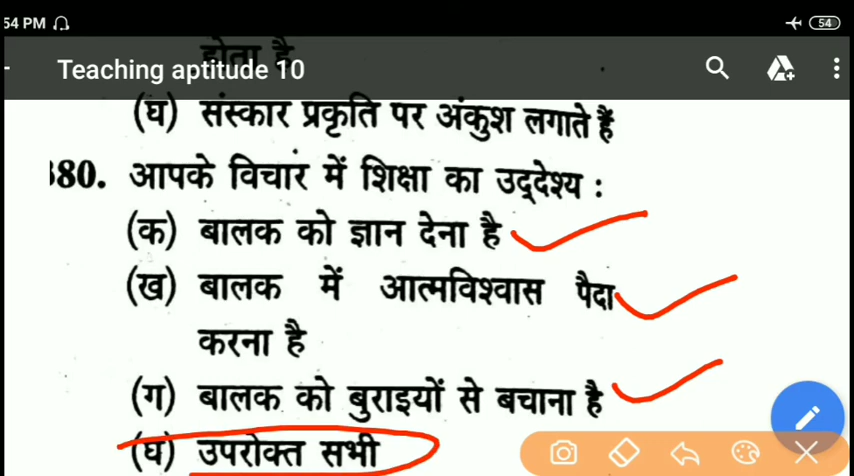 54 PM
54
होता है
Teaching aptitude 10
(घ) संस्कार प्रकृति पर अंकुश लगाते हैं
380. आपके विचार में शिक्षा का उद्देश्य :
(क) बालक को ज्ञान देना है
(ख) बालक में आत्मविश्वास पैदा
करना है
(ग) बालक को बुराइयों से बचाना है
(घ) उपरोक्त सभी